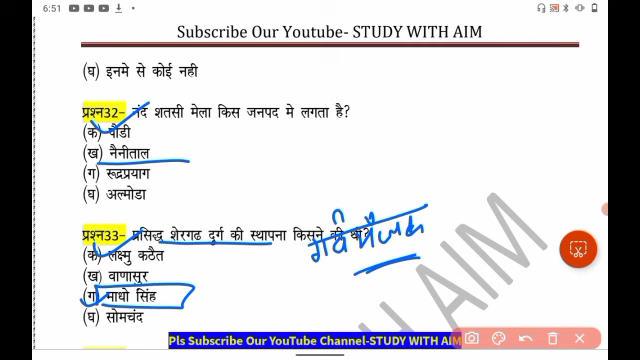 6:51
Subscribe Our Youtube- STUDY WITH AIM
(घ) इनमे से कोई नही
प्रश्न32- नंद शतसी मेला किस जनपद मे लगता है?
(क) पौडी
(ख) नैनीताल
(ग) रूद्रप्रयाग
(घ) अल्मोडा
प्रश्न33- प्रसिद्ध शेरगढ दुर्ग की स्थापना किसने की थी?
(क) लक्ष्मु कठैत
(ख) वाणासुर
(ग) माधो सिंह
(घ) सोमचंद
AIM
Pls Subscribe Our YouTube Channel-STUDY WITH AIM